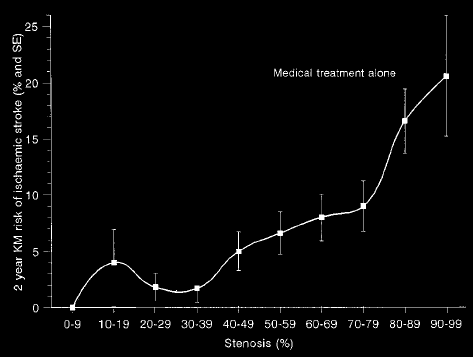 2 year KM risk of ischaemic stroke (% and SE)
25
20
15
10
5
0
Medical treatment alone
0-9 10-19 20-29 30-39 40-49 50-59 60-69 70-79 80-89 90-99
Stenosis (%)